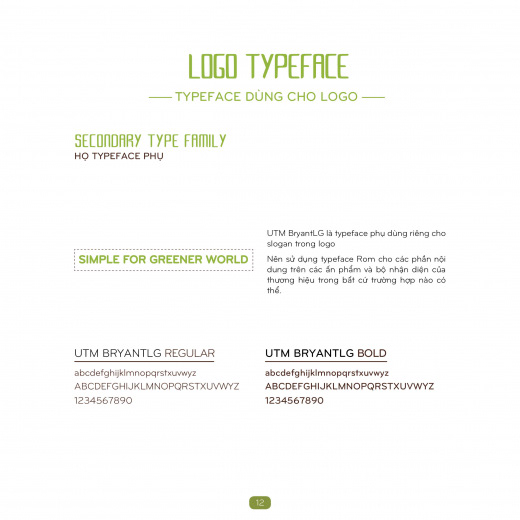 LOGO TYPEFACE
TYPEFACE DÙNG CHO LOGO
SECONDARY TYPE FAMILY
HỌ TYPEFACE PHỤ
SIMPLE FOR GREENER WORLD
UTM BryantLG là typeface phụ dùng riêng cho
slogan trong logo
Nên sử dụng typeface Rom cho các phần nội
dung trên các ấn phẩm và bộ nhận diện của
thương hiệu trong bất cứ trường hợp nào có
thể.
UTM BRYANTLG REGULAR
abcdefghijklmnopqrstxuvwyz
ABCDEFGHIJKLMNOPQRSTXUVWYZ
1234567890
UTM BRYANTLG BOLD
abcdefghijklmnopqrstxuvwyz
ABCDEFGHIJKLMNOPQRSTXUVWYZ
1234567890
12